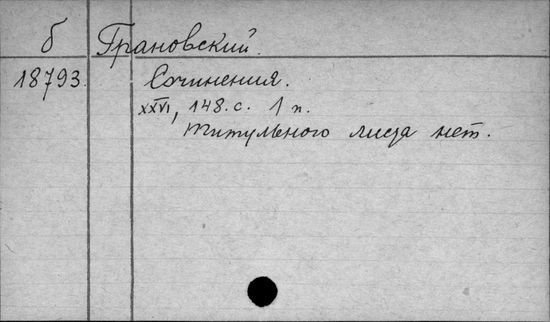 б Грановский.
18793. Сочинения.
XXVI, 148. с. 1 л.
титульного листа нет.